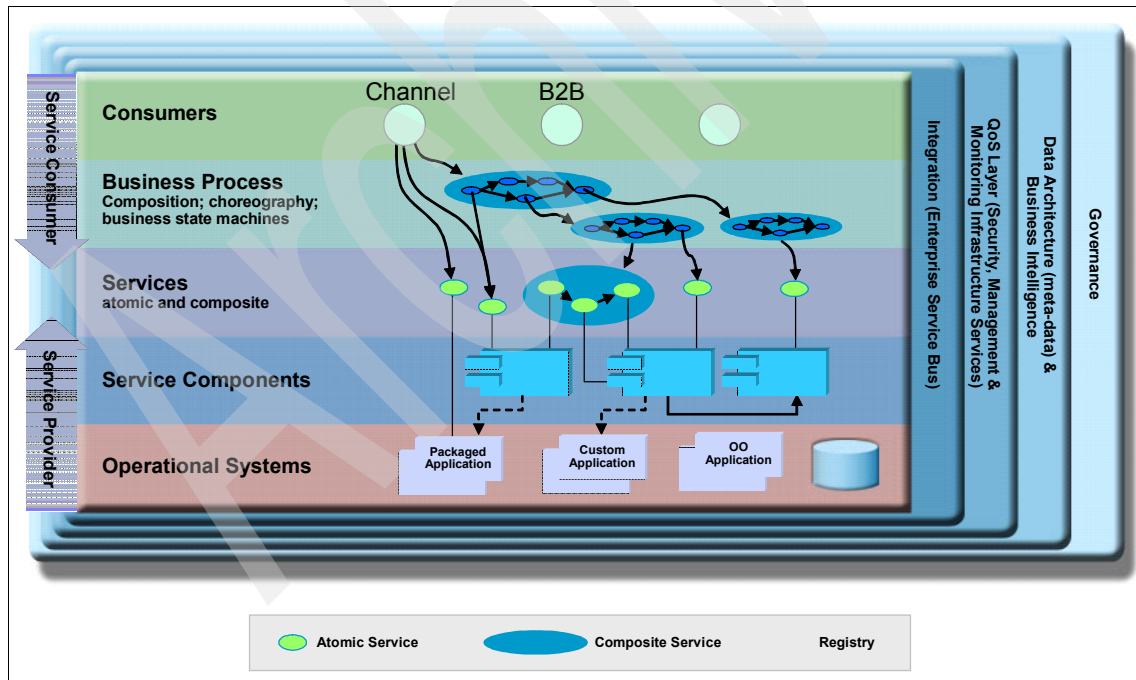 Channel
B2B
Consumers
Business Process
Composition; choreography;
business state machines
Services
atomic and composite
Service Components
Operational Systems
Packaged
Application
Custom
Application
OO
Application
Service Consumer
Service Provider
Integration (Enterprise Service Bus)
QoS Layer (Security, Management &
Monitoring Infrastructure Services)
Data Architecture (meta-data) &
Business Intelligence
Governance
Atomic Service
Composite Service
Registry